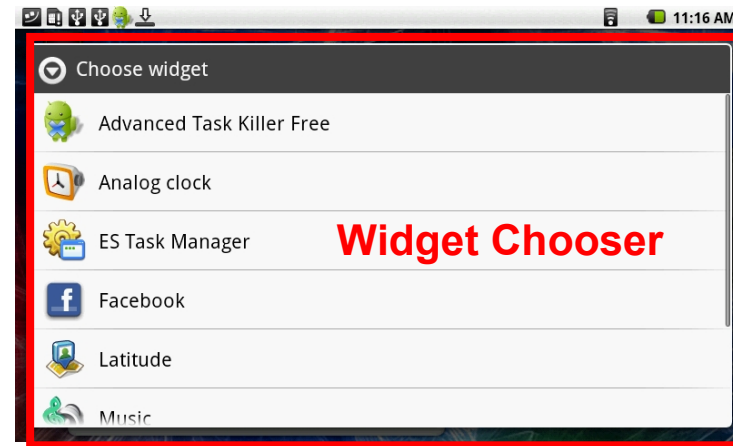 11:16 AM
Choose widget
Advanced Task Killer Free
Analog clock
ES Task Manager
Widget Chooser
Facebook
Latitude
Music